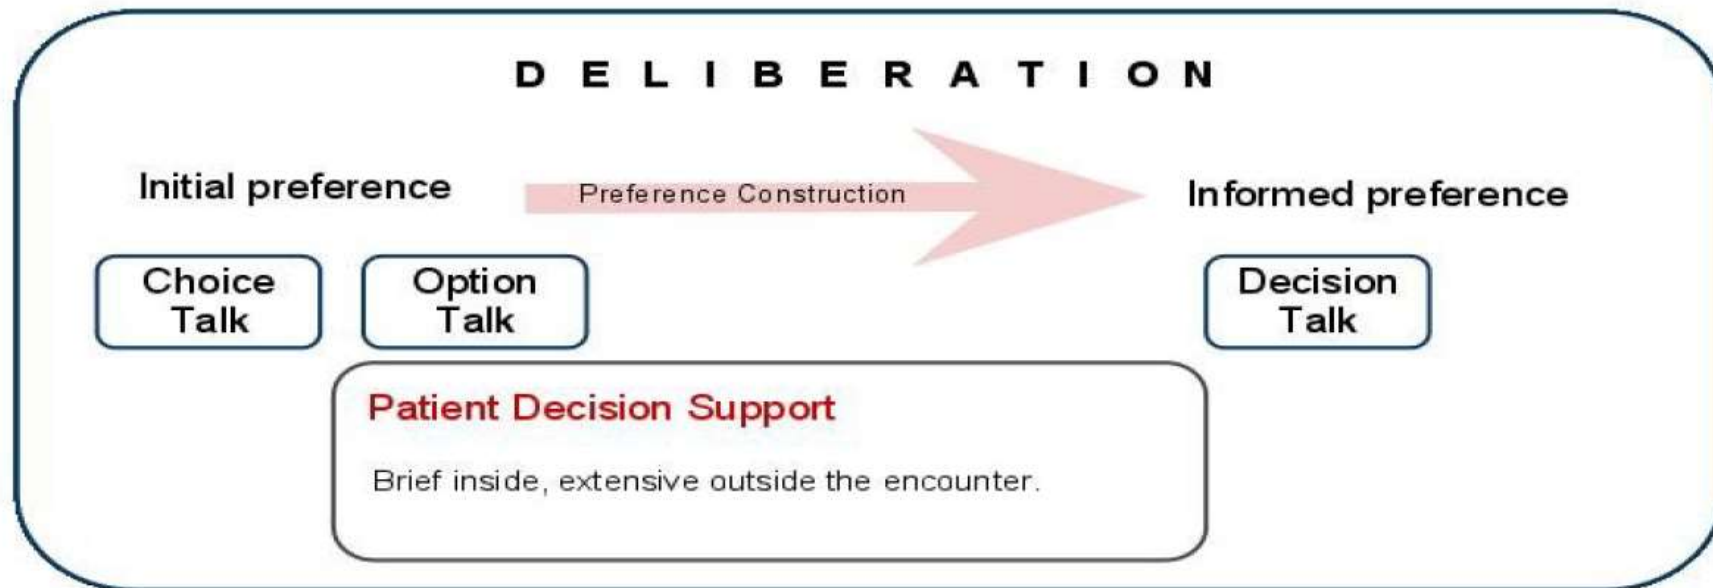 DELIBERATION
Initial preference
Preference Construction
Informed preference
Choice
Talk
Option
Talk
Decision
Talk
Patient Decision Support
Brief inside, extensive outside the encounter.